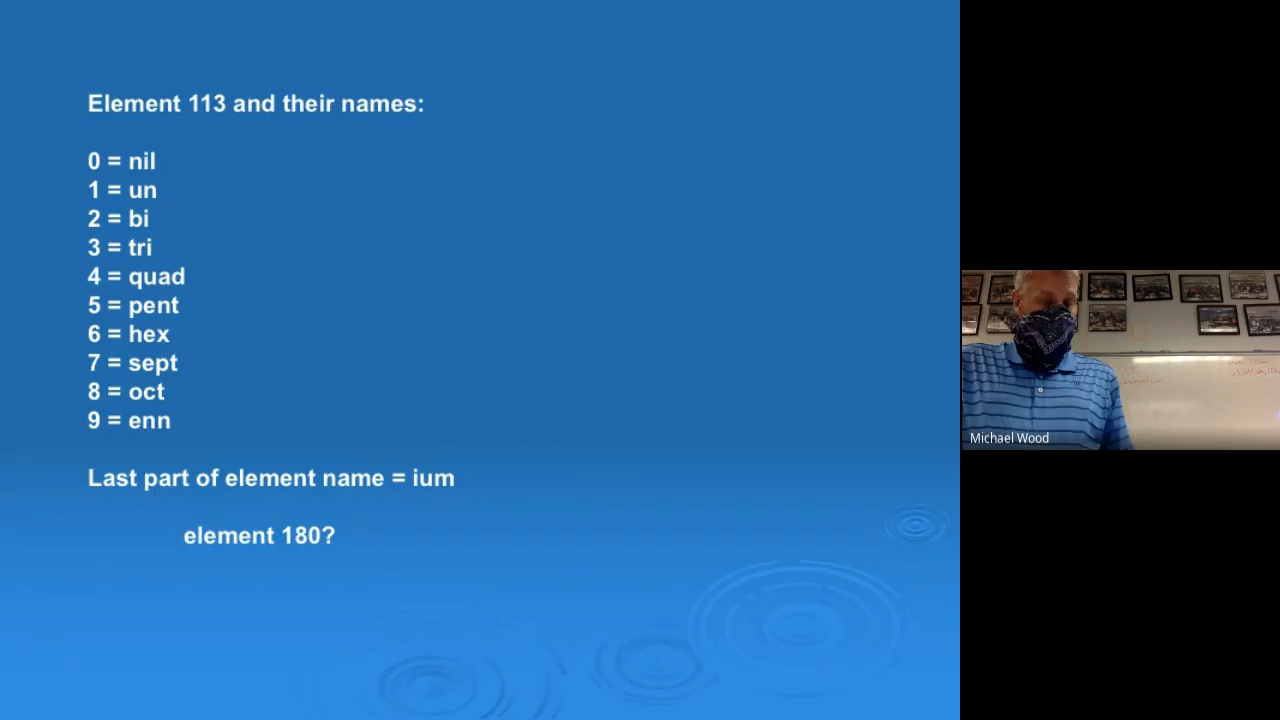 Element 113 and their names:
0 = nil
1 = un
2 = bi
3 = tri
4 = quad
5 = pent
6 = hex
7 = sept
8 = oct
9 = enn
Last part of element name = ium
element 180?
Michael Wood